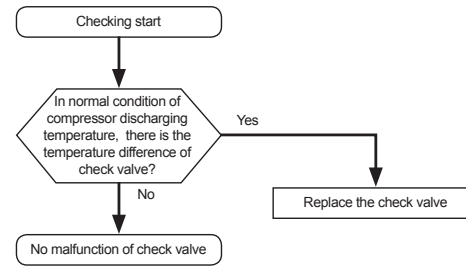 Checking start
In normal condition of
compressor discharging
temperature, there is the
temperature difference of
check valve?
Yes
No
Replace the check valve
No malfunction of check valve